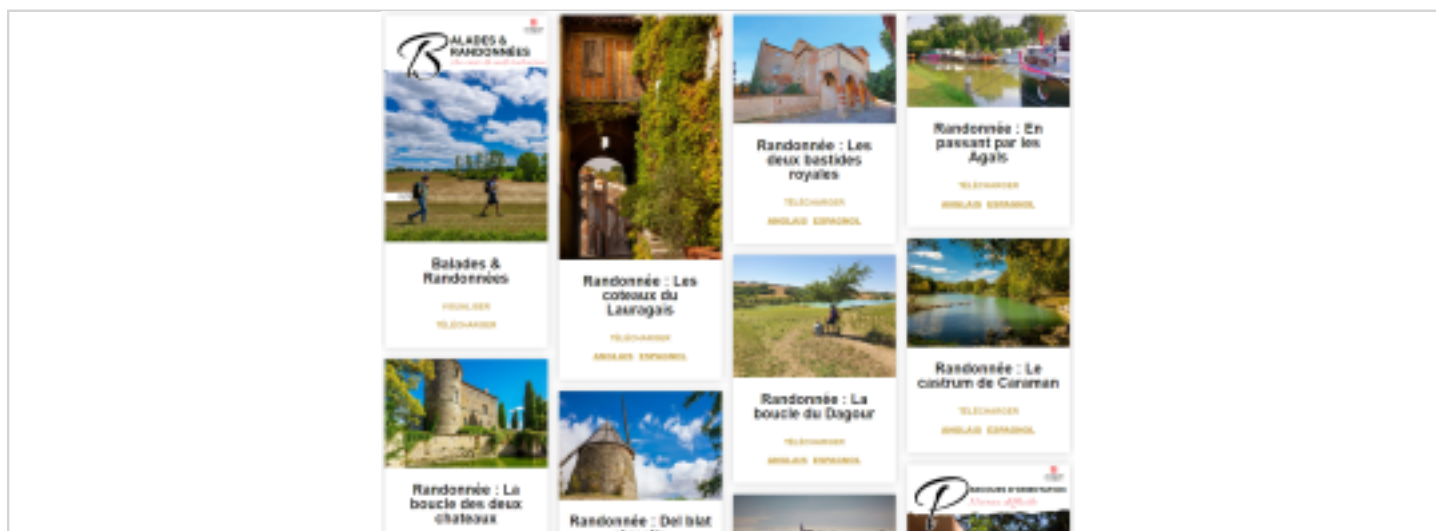 BALADES &
RANDONNÉES
Balades &
Randonnées
VISUALISER
TÉLÉCHARGER
Randonnée : La
boucle des deux
chateaux
Randonnée : Les
coteaux du
Lauragais
TÉLÉCHARGER
ANGLAIS ESPAGNOL
Randonnée : Del blat
Randonnée : Les
deux bastides
royales
TÉLÉCHARGER
ANGLAIS ESPAGNOL
Randonnée : La
boucle du Dagour
TÉLÉCHARGER
ANGLAIS ESPAGNOL
Randonnée : En
passant par les
Agals
TÉLÉCHARGER
ANGLAIS ESPAGNOL
Randonnée : Le
castrum de Caraman
TÉLÉCHARGER
ANGLAIS ESPAGNOL
PARCOURS D'ORIENTATION